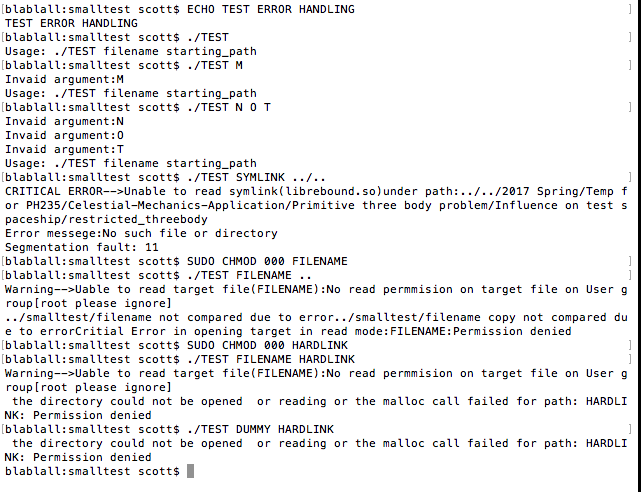 [blablall:smalltest scott$ ECHO TEST ERROR HANDLING ]
TEST ERROR HANDLING
[blablall:smalltest scott$ ./TEST ]
Usage: ./TEST filename starting_path
[blablall:smalltest scott$ ./TEST M ]
Invaid argument:M
Usage: ./TEST filename starting_path
[blablall:smalltest scott$ ./TEST N O T ]
Invaid argument:N
Invaid argument:O
Invaid argument:T
Usage: ./TEST filename starting_path
[blablall:smalltest scott$ ./TEST SYMLINK ../.. ]
CRITICAL ERROR-->Unable to read symlink(librebound.so)under path:../../2017 Spring/Temp f
or PH235/Celestial-Mechanics-Application/Primitive three body problem/Influence on test s
paceship/restricted_threebody
Error messege:No such file or directory
Segmentation fault: 11
[blablall:smalltest scott$ SUDO CHMOD 000 FILENAME ]
[blablall:smalltest scott$ ./TEST FILENAME .. ]
Warning-->Uable to read target file(FILENAME):No read permmision on target file on User g
roup[root please ignore]
../smalltest/filename not compared due to error../smalltest/filename copy not compared du
e to errorCritial Error in opening target in read mode:FILENAME:Permission denied
[blablall:smalltest scott$ SUDO CHMOD 000 HARDLINK ]
[blablall:smalltest scott$ ./TEST FILENAME HARDLINK ]
Warning-->Uable to read target file(FILENAME):No read permmision on target file on User g
roup[root please ignore]
 the directory could not be opened  or reading or the malloc call failed for path: HARDLI
NK: Permission denied
[blablall:smalltest scott$ ./TEST DUMMY HARDLINK ]
 the directory could not be opened  or reading or the malloc call failed for path: HARDLI
NK: Permission denied
blablall:smalltest scott$